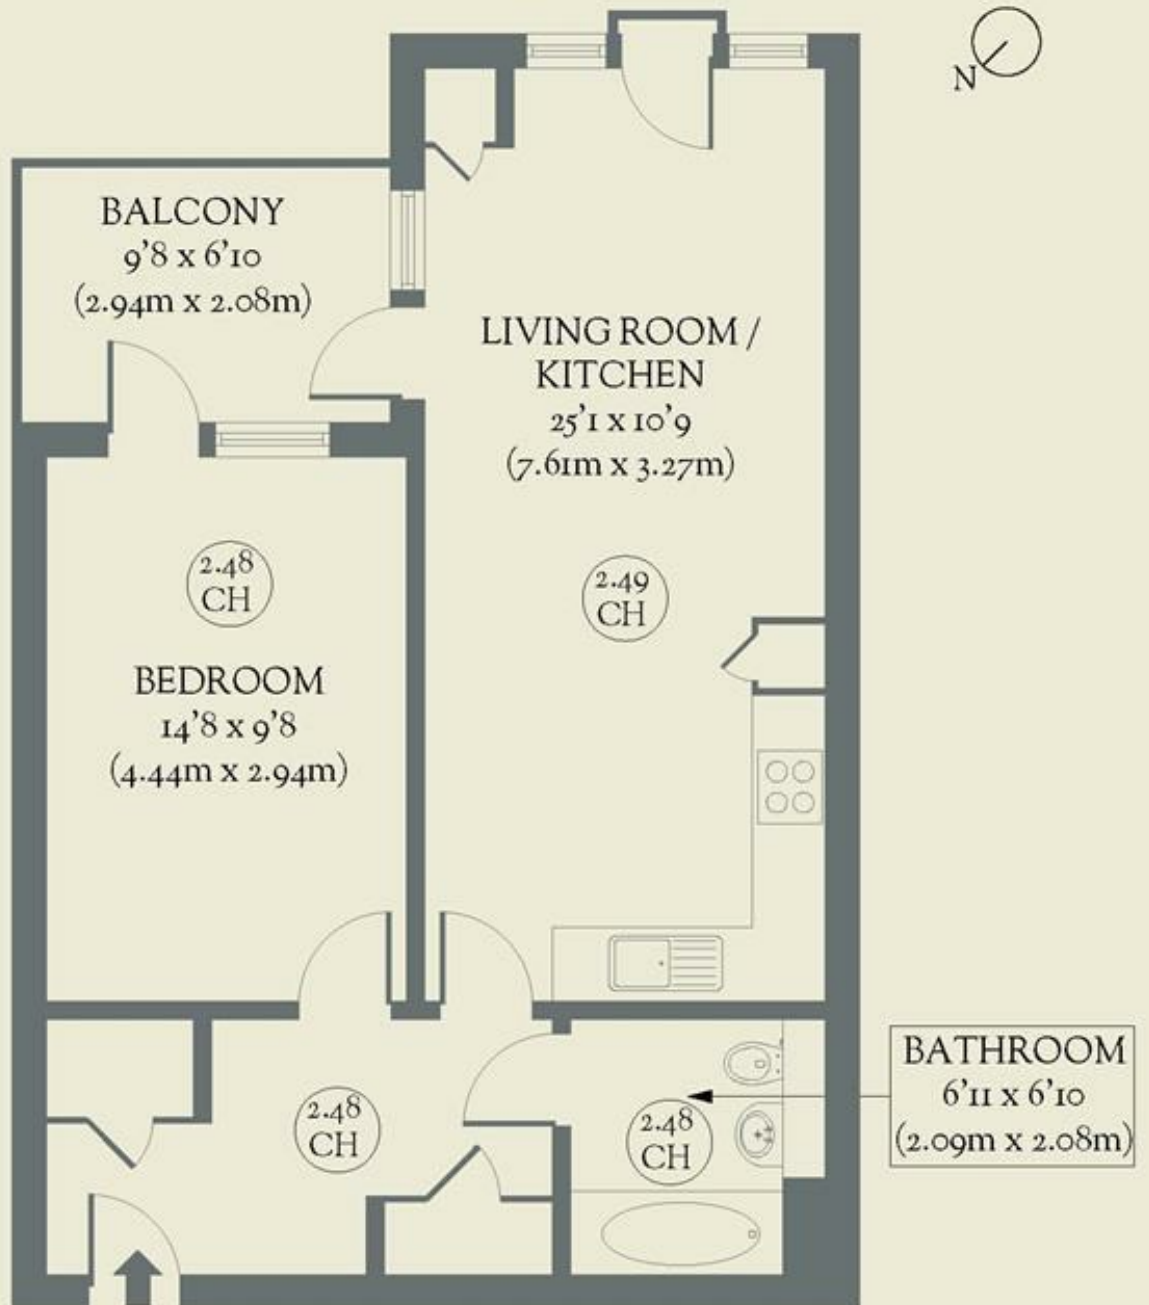 N
BALCONY
9'8 x 6'10
(2.94m x 2.08m)
LIVING ROOM /
KITCHEN
25'1 x 10'9
(7.61m x 3.27m)
2.48
CH
2.49
CH
BEDROOM
14'8 x 9'8
(4.44m x 2.94m)
BATHROOM
6'11 x 6'10
(2.09m x 2.08m)
2.48
CH
2.48
CH